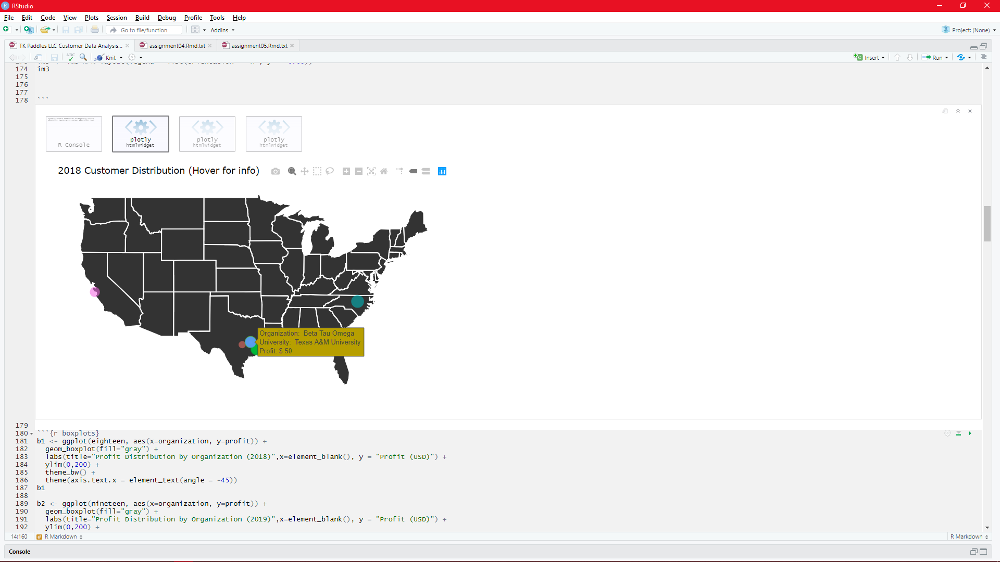 RStudio
File Edit Code View Plots Session Build Debug Profile Tools Help
Go to file/function Addins Project: (None)
TK Paddles LLC Customer Data Analysis... assignment04.Rmd.txt assignment05.Rmd.txt
ABC Knit Insert Run
174 im3
175
176
177
178 ```
R Console
plotly
htmlwidget
plotly
htmlwidget
plotly
htmlwidget
2018 Customer Distribution (Hover for info)
Organization: Beta Tau Omega
University: Texas A&M University
Profit: $ 50
179
180 ```{r boxplots}
181 b1 <- ggplot(eighteen, aes(x=organization, y=profit)) +
182 geom_boxplot(fill="gray") +
183 labs(title="Profit Distribution by Organization (2018)",x=element_blank(), y = "Profit (USD)") +
184 ylim(0,200) +
185 theme_bw() +
186 theme(axis.text.x = element_text(angle = -45))
187 b1
188
189 b2 <- ggplot(nineteen, aes(x=organization, y=profit)) +
190 geom_boxplot(fill="gray") +
191 labs(title="Profit Distribution by Organization (2019)",x=element_blank(), y = "Profit (USD)") +
192 ylim(0,200) +
14:160 # R Markdown R Markdown
Console